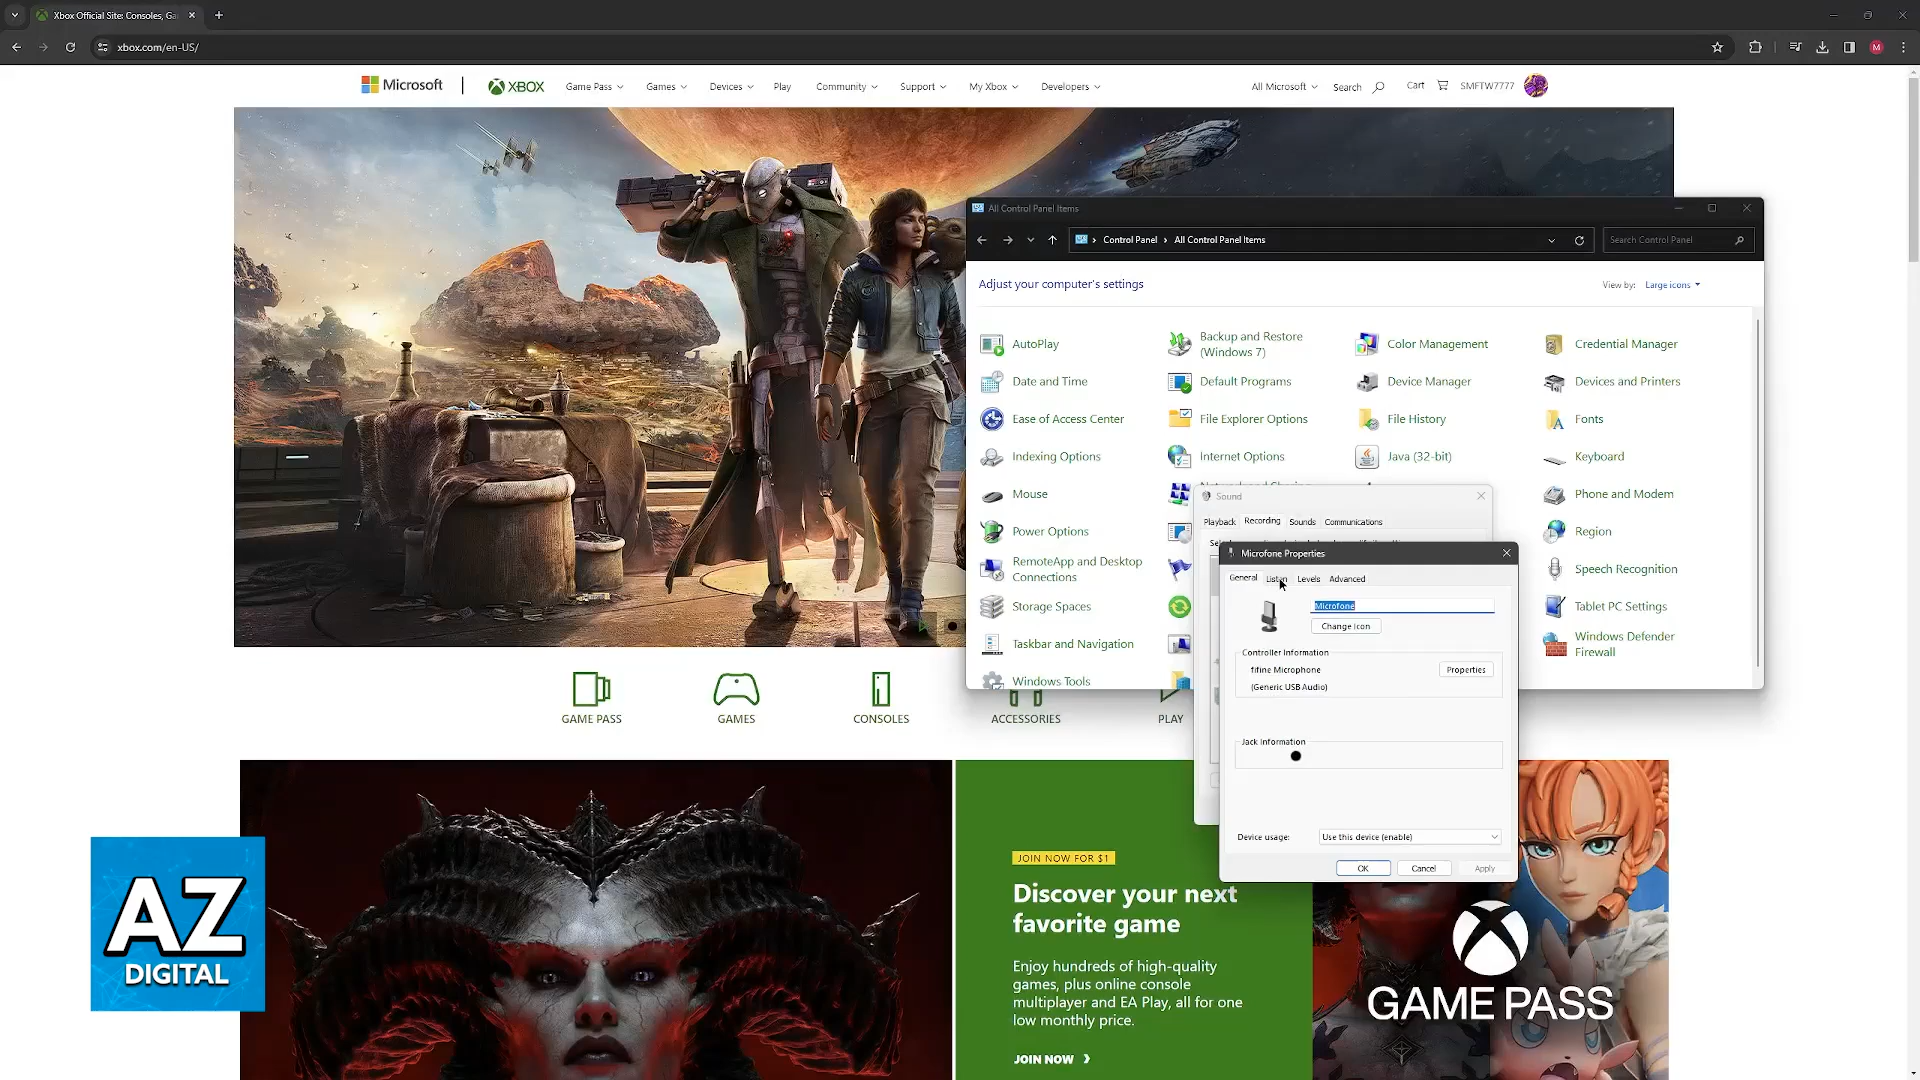 Xbox Official Site: Consoles, Ga
xbox.com/en-US/
M
Microsoft
XBOX
Game Pass
Games
Devices
Play
Community
Support
My Xbox
Developers
All Microsoft
Search
Cart
SMFTW7777
All Control Panel Items
Control Panel › All Control Panel Items
Search Control Panel
Adjust your computer's settings
View by: Large icons
AutoPlay
Backup and Restore
(Windows 7)
Color Management
Credential Manager
Date and Time
Default Programs
Device Manager
Devices and Printers
Ease of Access Center
File Explorer Options
File History
Fonts
Indexing Options
Internet Options
Java (32-bit)
Keyboard
Mouse
Phone and Modem
Power Options
Region
RemoteApp and Desktop
Connections
Speech Recognition
Storage Spaces
Tablet PC Settings
Taskbar and Navigation
Windows Defender
Firewall
Windows Tools
Sound
Playback
Recording
Sounds
Communications
Microfone Properties
General
Listen
Levels
Advanced
Microfone
Change Icon
Controller Information
fifine Microphone
(Generic USB Audio)
Properties
Jack Information
Device usage:
Use this device (enable)
OK
Cancel
Apply
GAME PASS
GAMES
CONSOLES
ACCESSORIES
PLAY
JOIN NOW FOR $1
Discover your next
favorite game
Enjoy hundreds of high-quality
games, plus online console
multiplayer and EA Play, all for one
low monthly price.
JOIN NOW
GAME PASS
AZ
DIGITAL